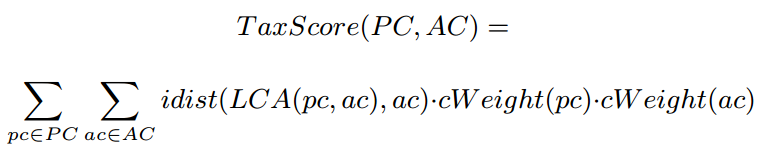 TaxScore(PC, AC) =
∑ ∑ idist(LCA(pc, ac), ac)·cWeight(pc)·cWeight(ac)
pc∈PC ac∈AC